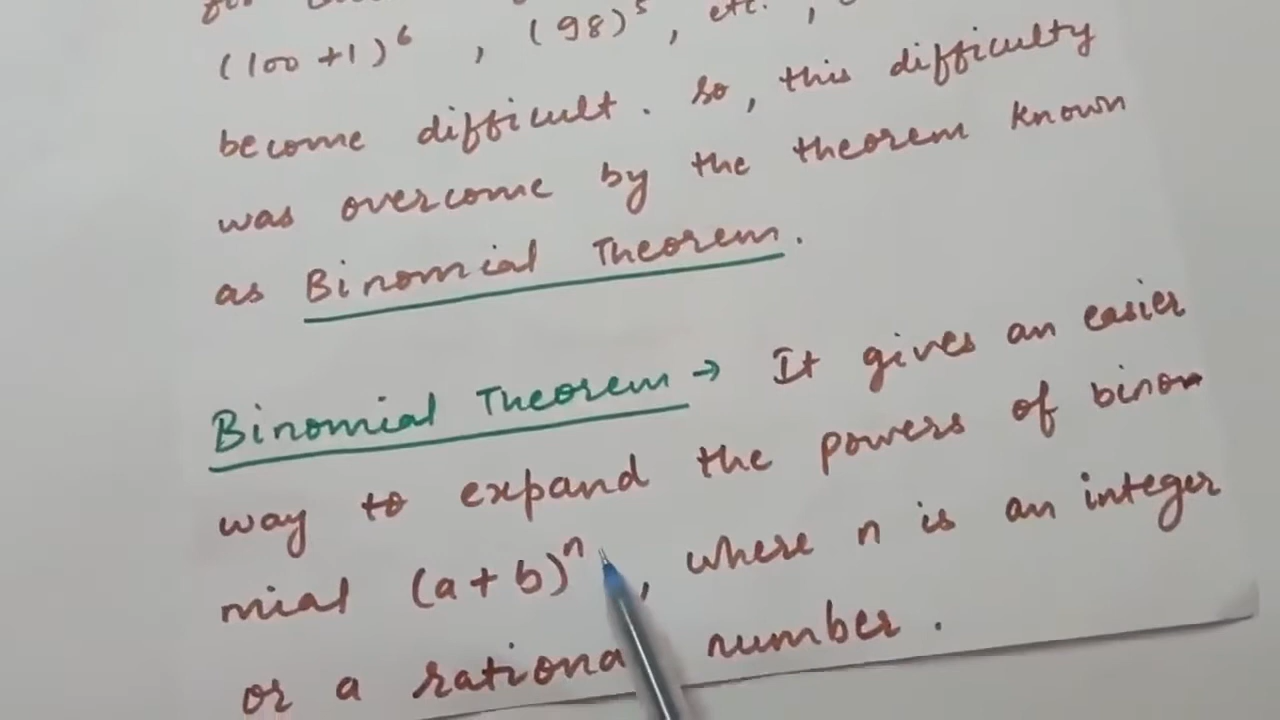 for
(100 +1)^6 , (98)^5 , etc. ,
become difficult. so, this difficulty
was overcome by the theorem known
as Binomial Theorem.
Binomial Theorem → It gives an easier
way to expand the powers of binom
mial (a + b)^n , where n is an integer
or a rational number.